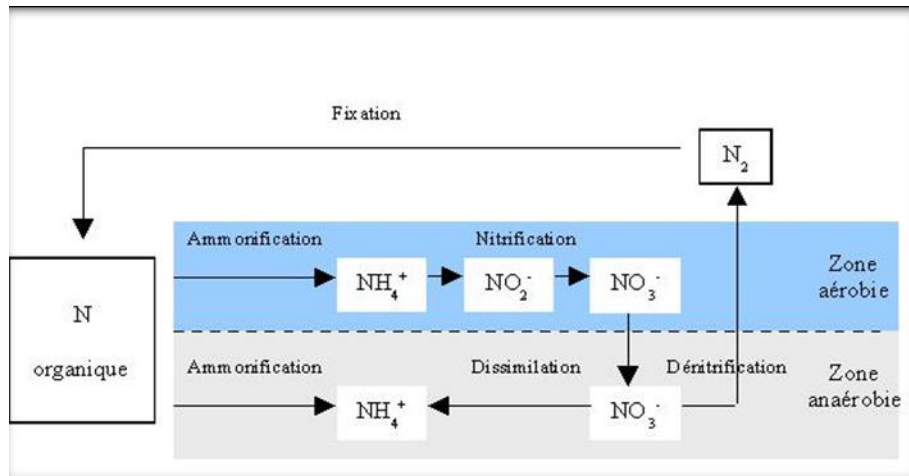 Fixation
N₂
Ammonification
Nitrification
Zone
aérobie
NH₄⁺
NO₂⁻
NO₃⁻
N
organique
Ammonification
Dissimilation
Dénitrification
Zone
anaérobie
NH₄⁺
NO₃⁻